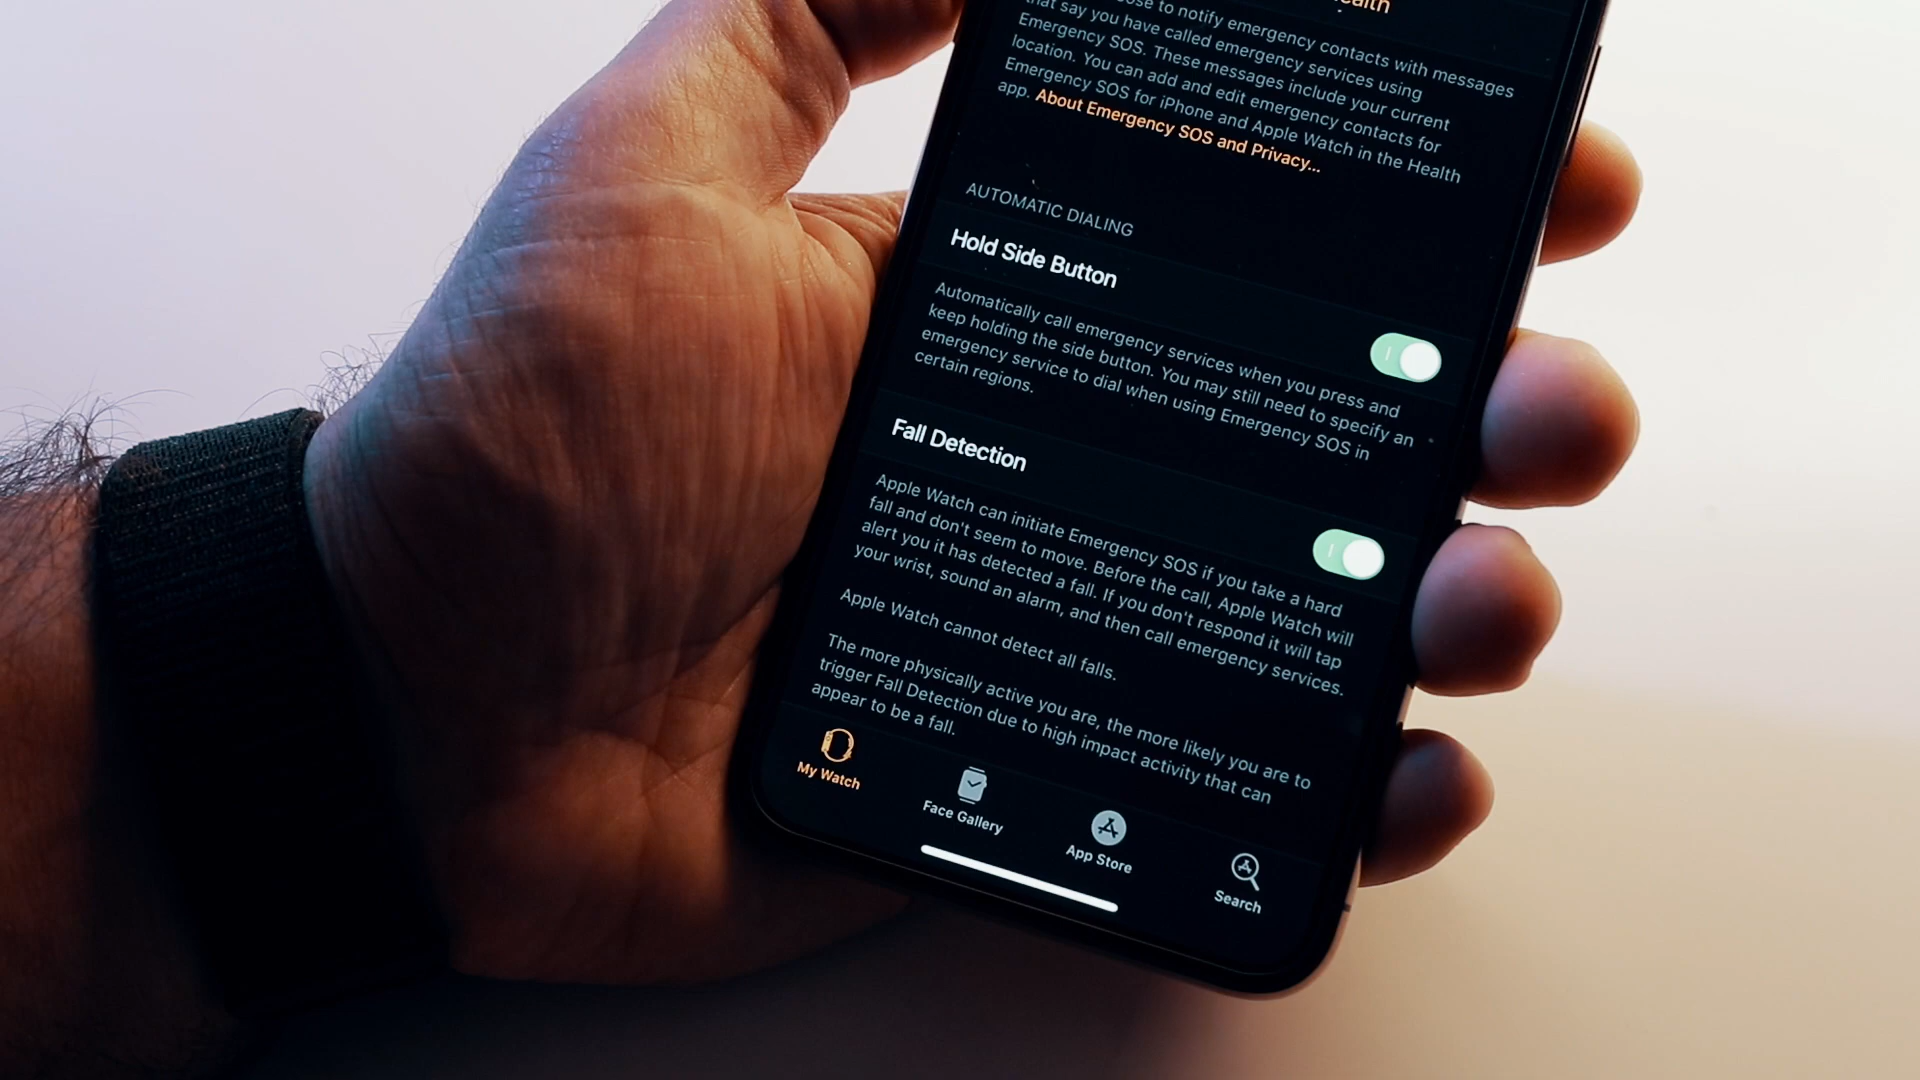 to notify emergency contacts with messages
that say you have called emergency services using
Emergency SOS. These messages include your current
location. You can add and edit emergency contacts for
Emergency SOS for iPhone and Apple Watch in the Health
app. About Emergency SOS and Privacy...
AUTOMATIC DIALING
Hold Side Button
Automatically call emergency services when you press and
keep holding the side button. You may still need to specify an
emergency service to dial when using Emergency SOS in
certain regions.
Fall Detection
Apple Watch can initiate Emergency SOS if you take a hard
fall and don't seem to move. Before the call, Apple Watch will
alert you it has detected a fall. If you don't respond it will tap
your wrist, sound an alarm, and then call emergency services.
Apple Watch cannot detect all falls.
The more physically active you are, the more likely you are to
trigger Fall Detection due to high impact activity that can
appear to be a fall.
My Watch
Face Gallery
App Store
Search